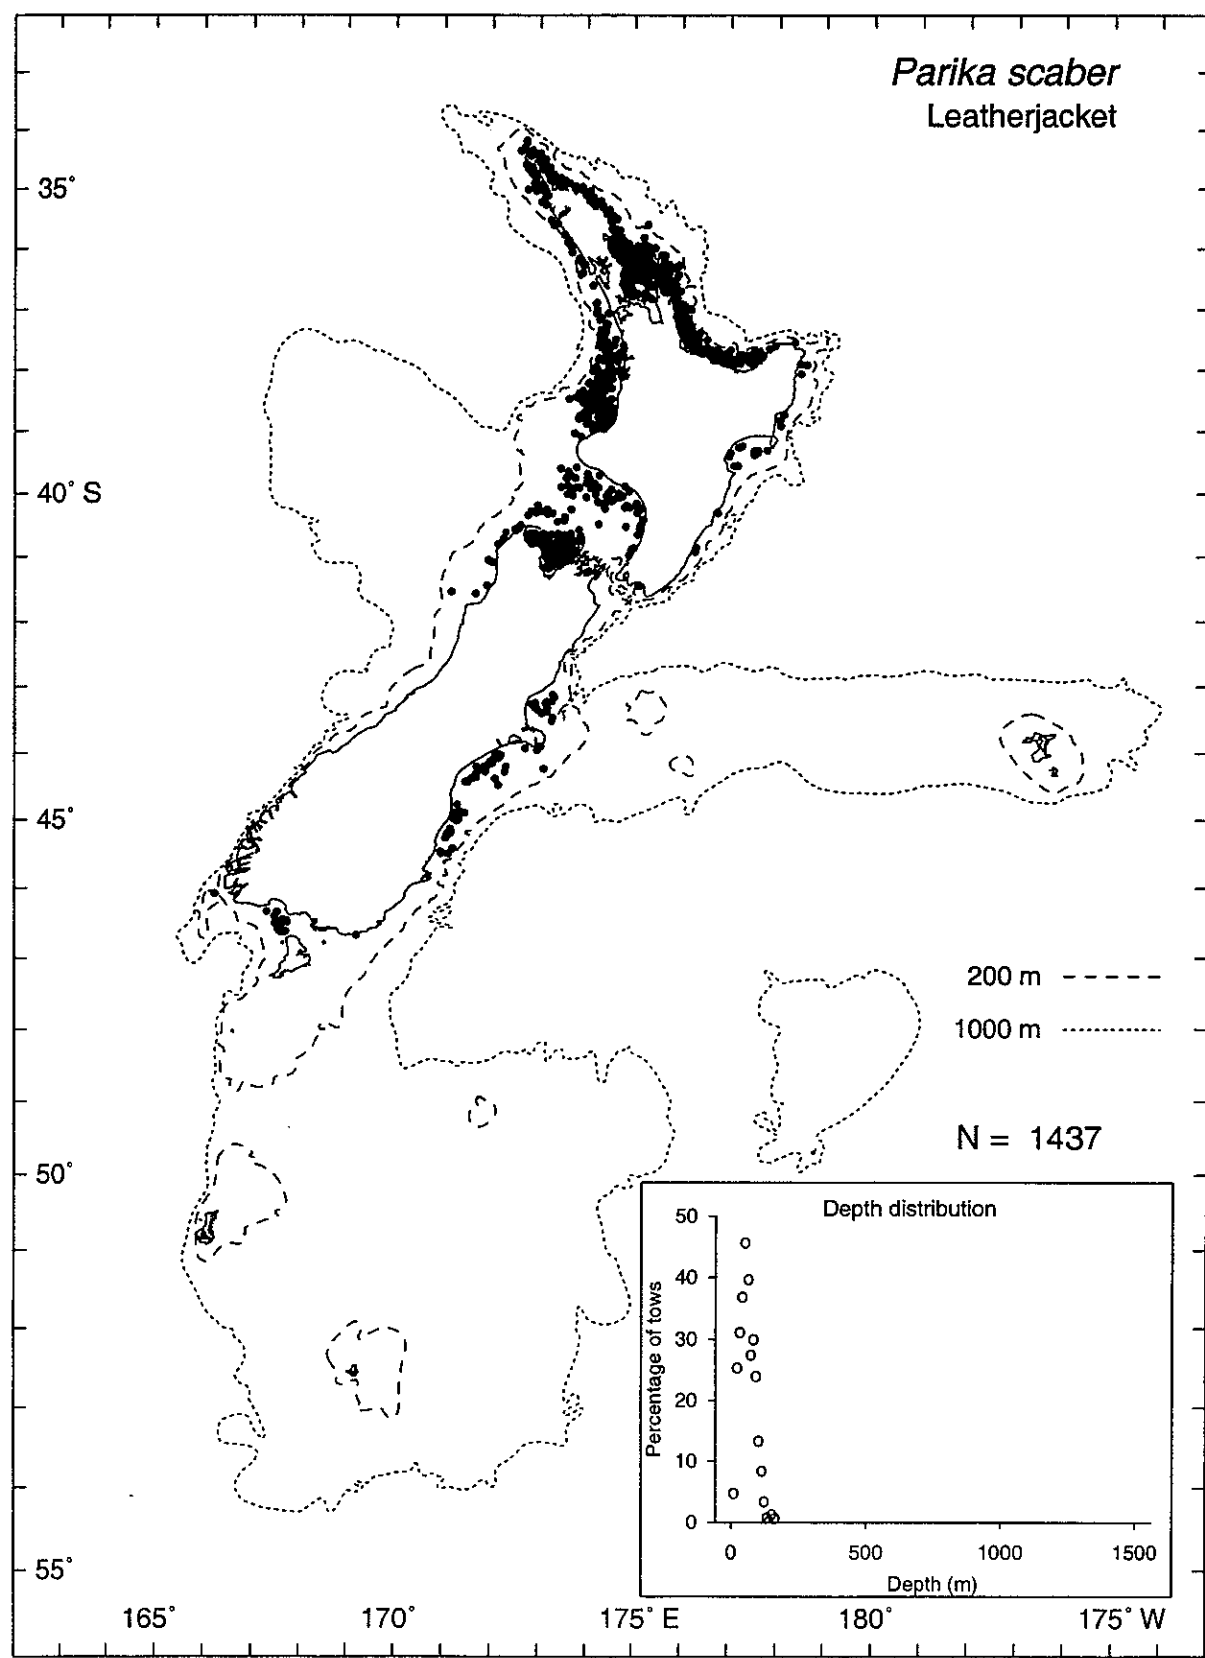 Parika scaber
Leatherjacket
35°
40° S
45°
200 m
1000 m
N = 1437
50°
Depth distribution
50
40
30
20
10
0
Percentage of tows
0 500 1000 1500
Depth (m)
55°
165° 170° 175° E 180° 175° W